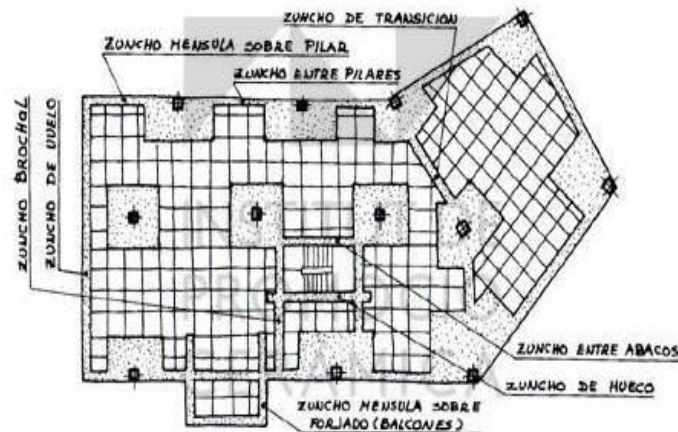 ZUNCHO DE TRANSICION
ZUNCHO MENSULA SOBRE PILAR
ZUNCHO ENTRE PILARES
ZUNCHO BROCHAL
ZUNCHO DE VUELO
ZUNCHO ENTRE ABACOS
ZUNCHO DE HUECO
ZUNCHO MENSULA SOBRE
FORJADO (BALCONES)